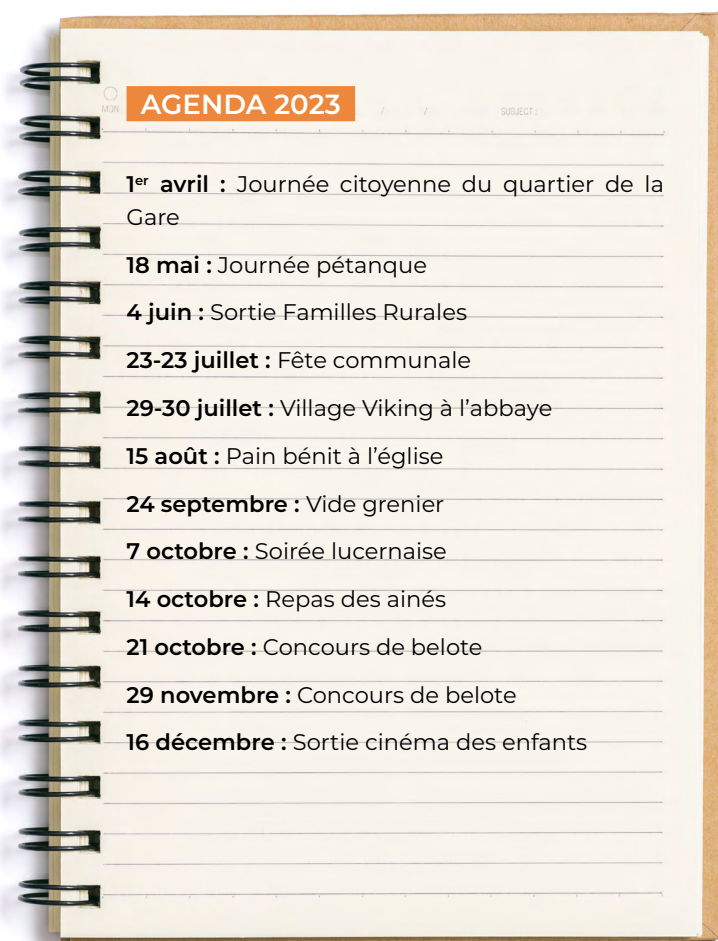 MON
AGENDA 2023
/ /
SUBJECT:
1er avril : Journée citoyenne du quartier de la
Gare
18 mai : Journée pétanque
4 juin : Sortie Familles Rurales
23-23 juillet : Fête communale
29-30 juillet : Village Viking à l’abbaye
15 août : Pain bénit à l’église
24 septembre : Vide grenier
7 octobre : Soirée lucernaise
14 octobre : Repas des ainés
21 octobre : Concours de belote
29 novembre : Concours de belote
16 décembre : Sortie cinéma des enfants